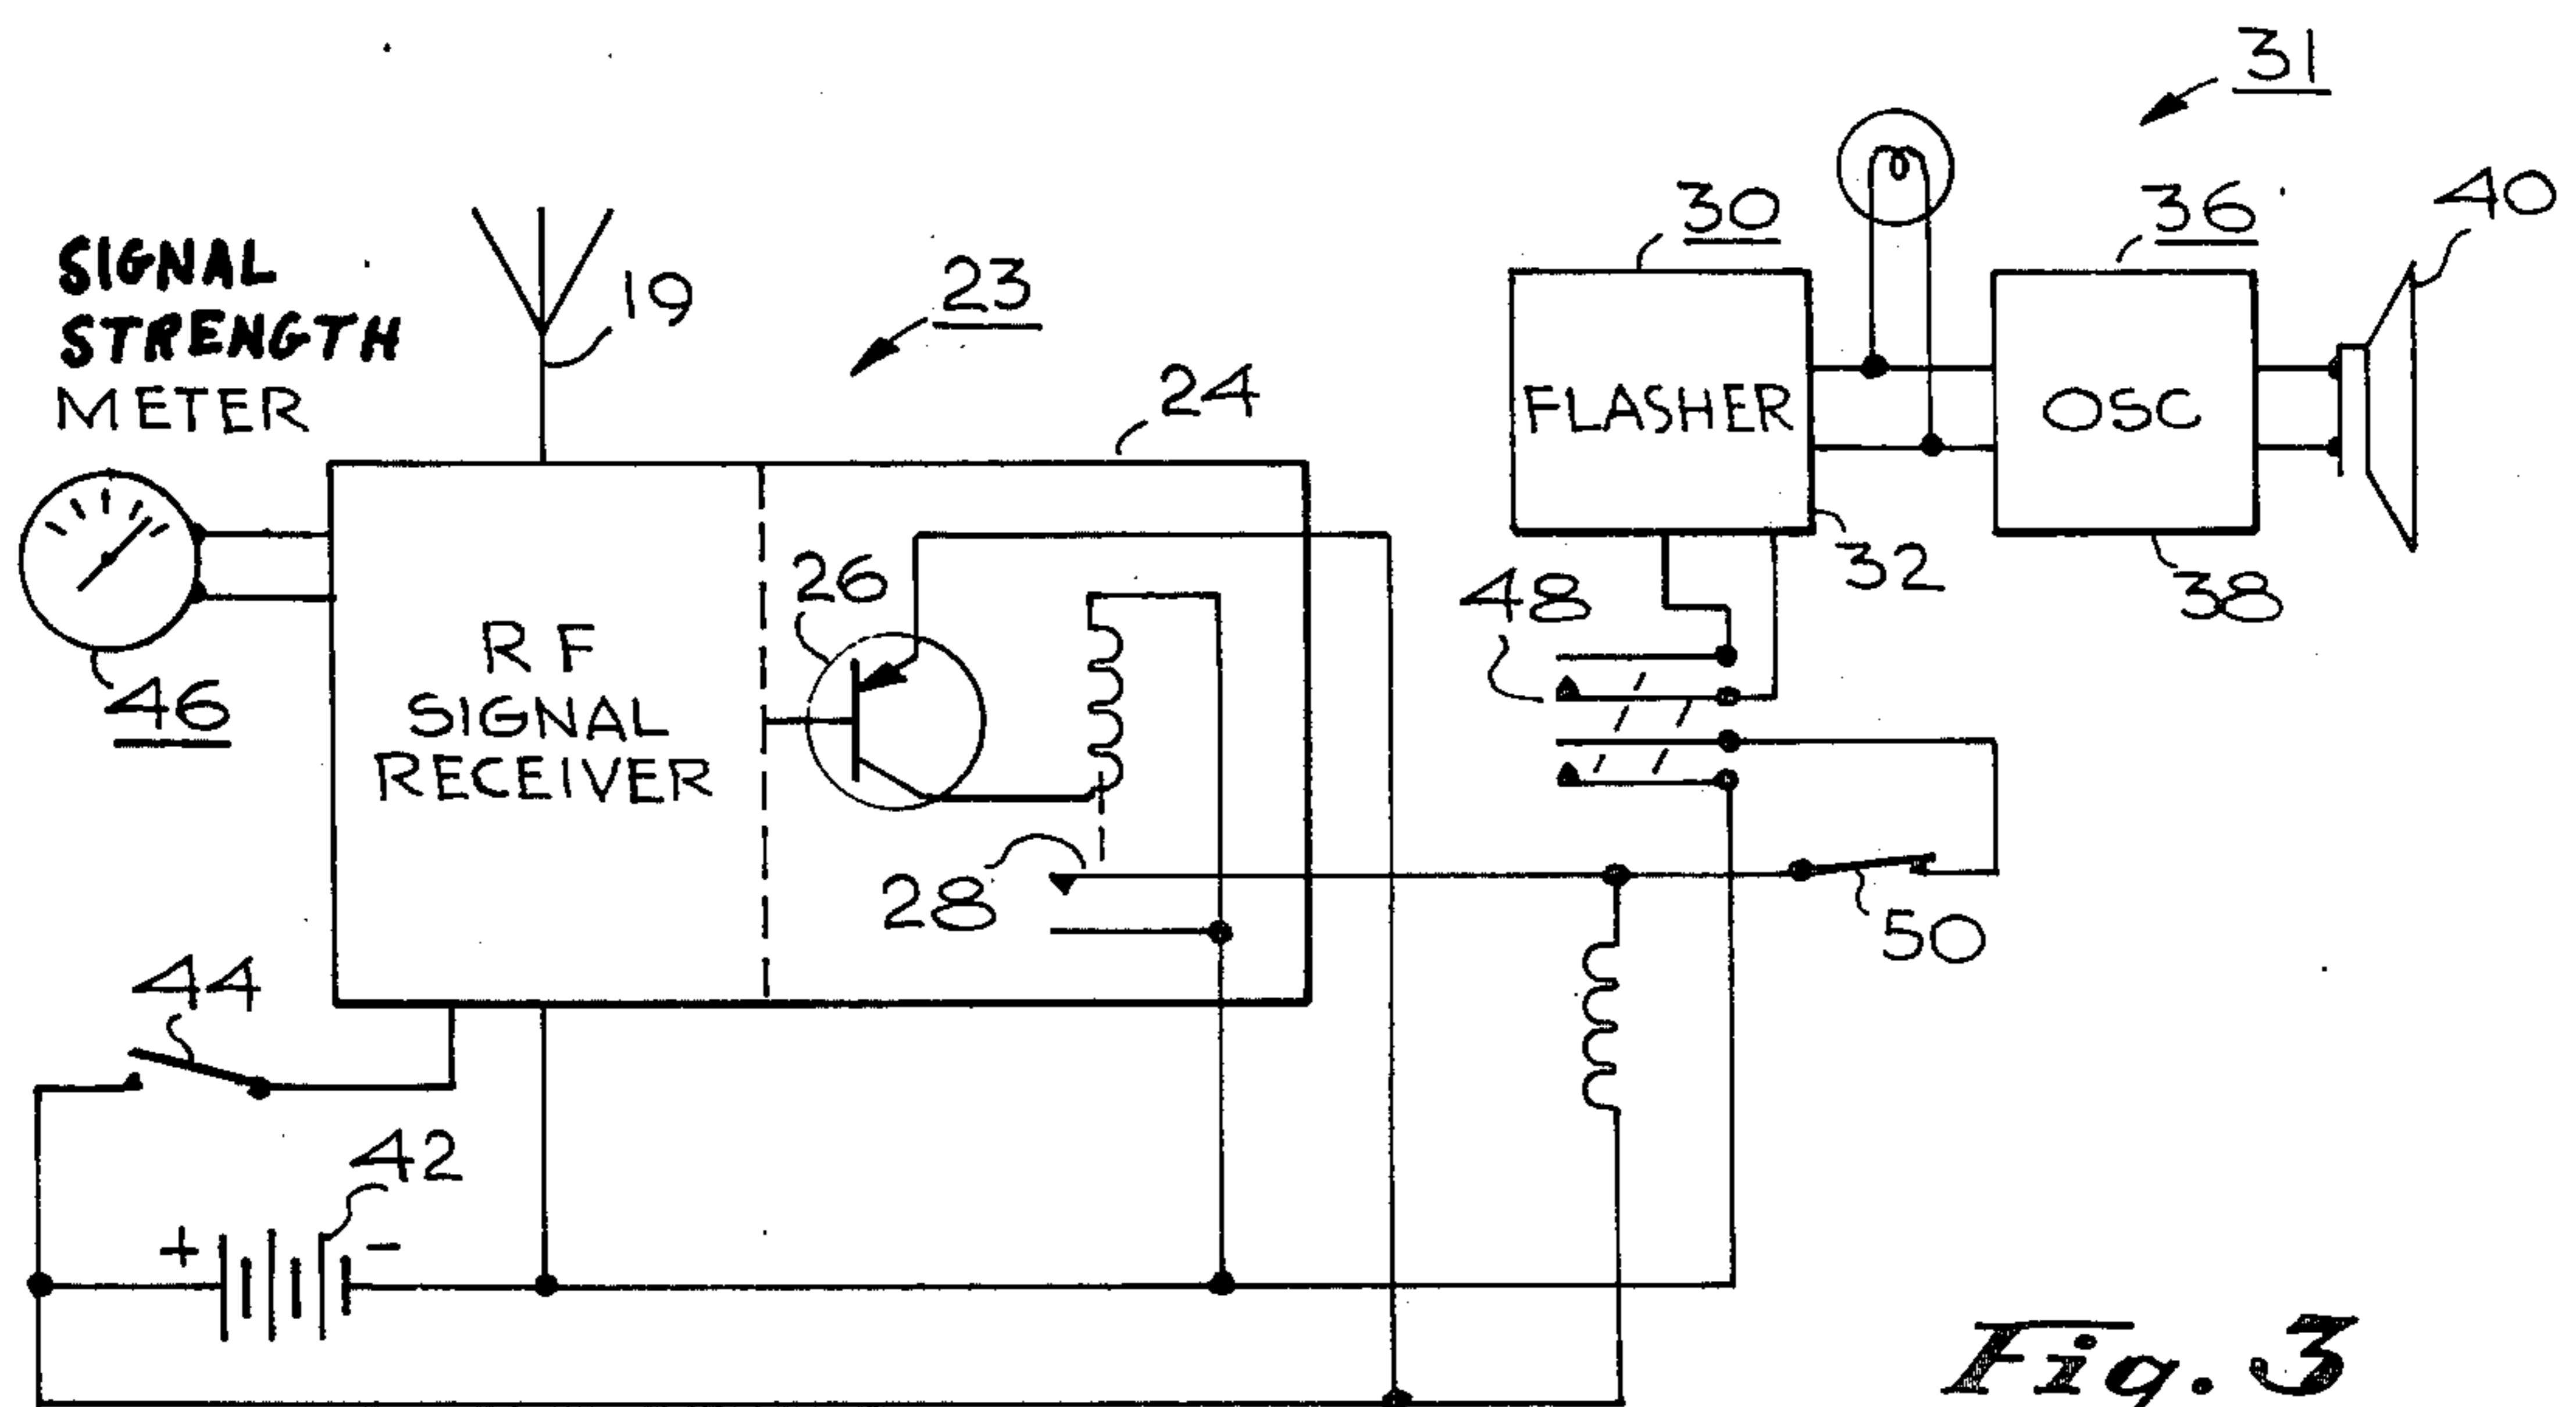 31
30
36
40
SIGNAL
STRENGTH
METER
19
23
24
FLASHER
OSC
32
38
48
26
46
RF
SIGNAL
RECEIVER
28
50
44
42
+
-
Fig. 3